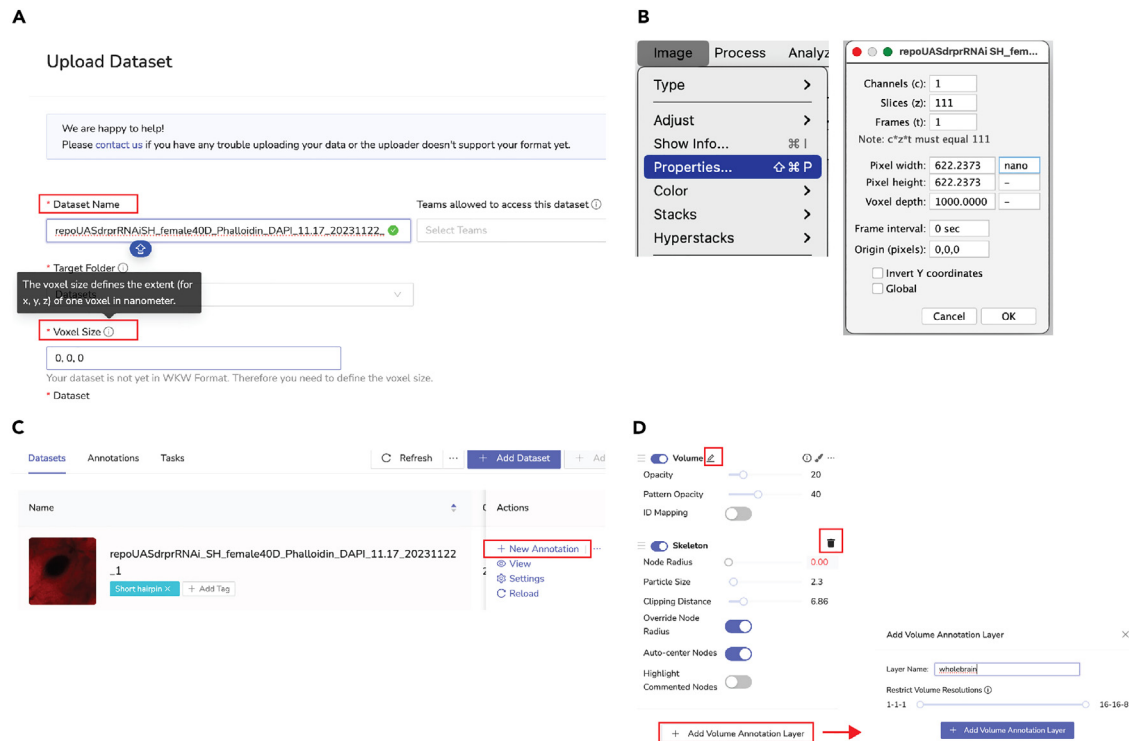 A
Upload Dataset
We are happy to help!
Please contact us if you have any trouble uploading your data or the uploader doesn't support your format yet.
* Dataset Name
Teams allowed to access this dataset
repoUASdrprRNAiSH_female40D_Phalloidin_DAPI_11.17_20231122_
Select Teams
* Target Folder
The voxel size defines the extent (for
x, y, z) of one voxel in nanometer.
Datasets
* Voxel Size
0, 0, 0
Your dataset is not yet in WKW Format. Therefore you need to define the voxel size.
* Dataset
B
Image Process Analyz
Type
Adjust
Show Info... ⌘ I
Properties... ⇧ ⌘ P
Color
Stacks
Hyperstacks
repoUASdrprRNAi SH_fem...
Channels (c): 1
Slices (z): 111
Frames (t): 1
Note: c*z*t must equal 111
Pixel width: 622.2373 nano
Pixel height: 622.2373 –
Voxel depth: 1000.0000 –
Frame interval: 0 sec
Origin (pixels): 0,0,0
Invert Y coordinates
Global
Cancel OK
C
Datasets Annotations Tasks Refresh ... + Add Dataset + Ad
Name
Actions
repoUASdrprRNAi_SH_female40D_Phalloidin_DAPI_11.17_20231122
_1
Short hairpin × + Add Tag
+ New Annotation ...
View
Settings
Reload
D
Volume
Opacity 20
Pattern Opacity 40
ID Mapping
Skeleton
Node Radius 0.00
Particle Size 2.3
Clipping Distance 6.86
Override Node
Radius
Auto-center Nodes
Highlight
Commented Nodes
+ Add Volume Annotation Layer
Add Volume Annotation Layer ×
Layer Name: wholebrain
Restrict Volume Resolutions
1-1-1 16-16-8
+ Add Volume Annotation Layer